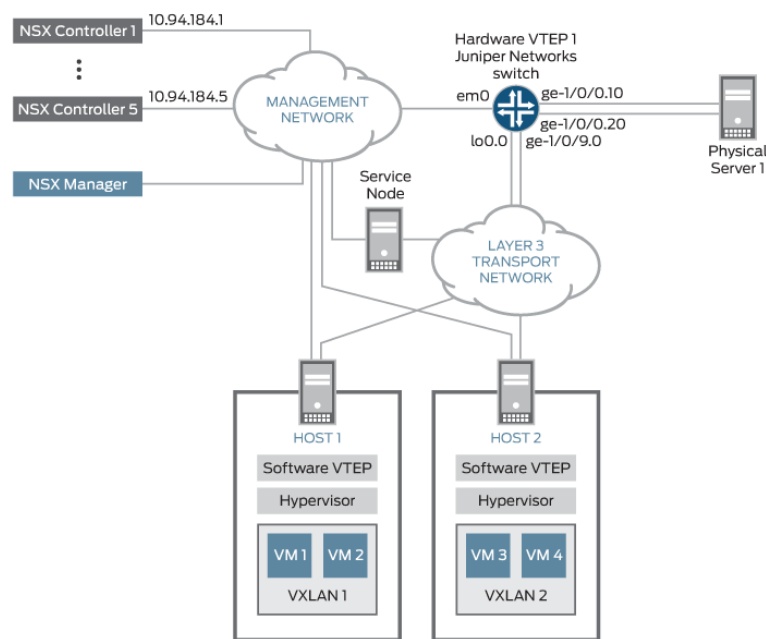 NSX Controller 1
10.94.184.1
NSX Controller 5
10.94.184.5
NSX Manager
MANAGEMENT
NETWORK
Hardware VTEP 1
Juniper Networks
switch
em0
ge-1/0/0.10
ge-1/0/0.20
lo0.0
ge-1/0/9.0
Physical
Server 1
Service
Node
LAYER 3
TRANSPORT
NETWORK
HOST 1
Software VTEP
Hypervisor
VM 1
VM 2
VXLAN 1
HOST 2
Software VTEP
Hypervisor
VM 3
VM 4
VXLAN 2